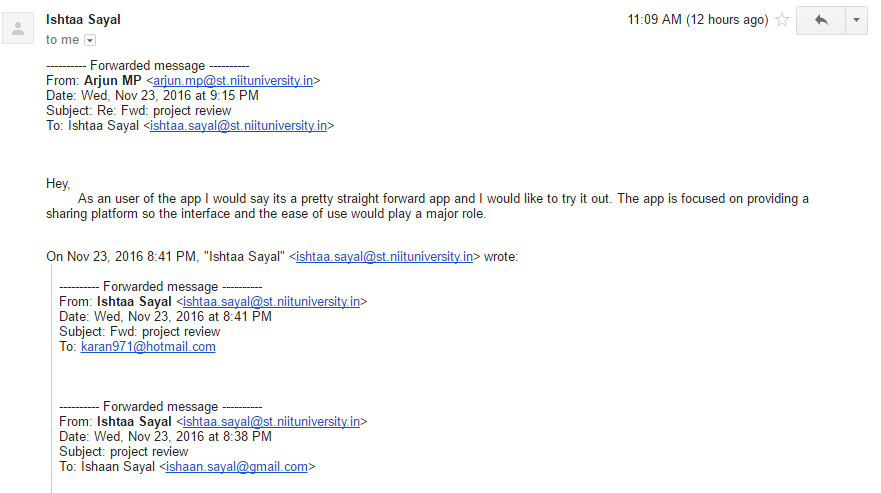 Ishtaa Sayal
11:09 AM (12 hours ago)
to me
---------- Forwarded message ----------
From: Arjun MP <arjun.mp@st.niituniversity.in>
Date: Wed, Nov 23, 2016 at 9:15 PM
Subject: Re: Fwd: project review
To: Ishtaa Sayal <ishtaa.sayal@st.niituniversity.in>
Hey,
As an user of the app I would say its a pretty straight forward app and I would like to try it out. The app is focused on providing a
sharing platform so the interface and the ease of use would play a major role.
On Nov 23, 2016 8:41 PM, "Ishtaa Sayal" <ishtaa.sayal@st.niituniversity.in> wrote:
---------- Forwarded message ----------
From: Ishtaa Sayal <ishtaa.sayal@st.niituniversity.in>
Date: Wed, Nov 23, 2016 at 8:41 PM
Subject: Fwd: project review
To: karan971@hotmail.com
---------- Forwarded message ----------
From: Ishtaa Sayal <ishtaa.sayal@st.niituniversity.in>
Date: Wed, Nov 23, 2016 at 8:38 PM
Subject: project review
To: Ishaan Sayal <ishaan.sayal@gmail.com>